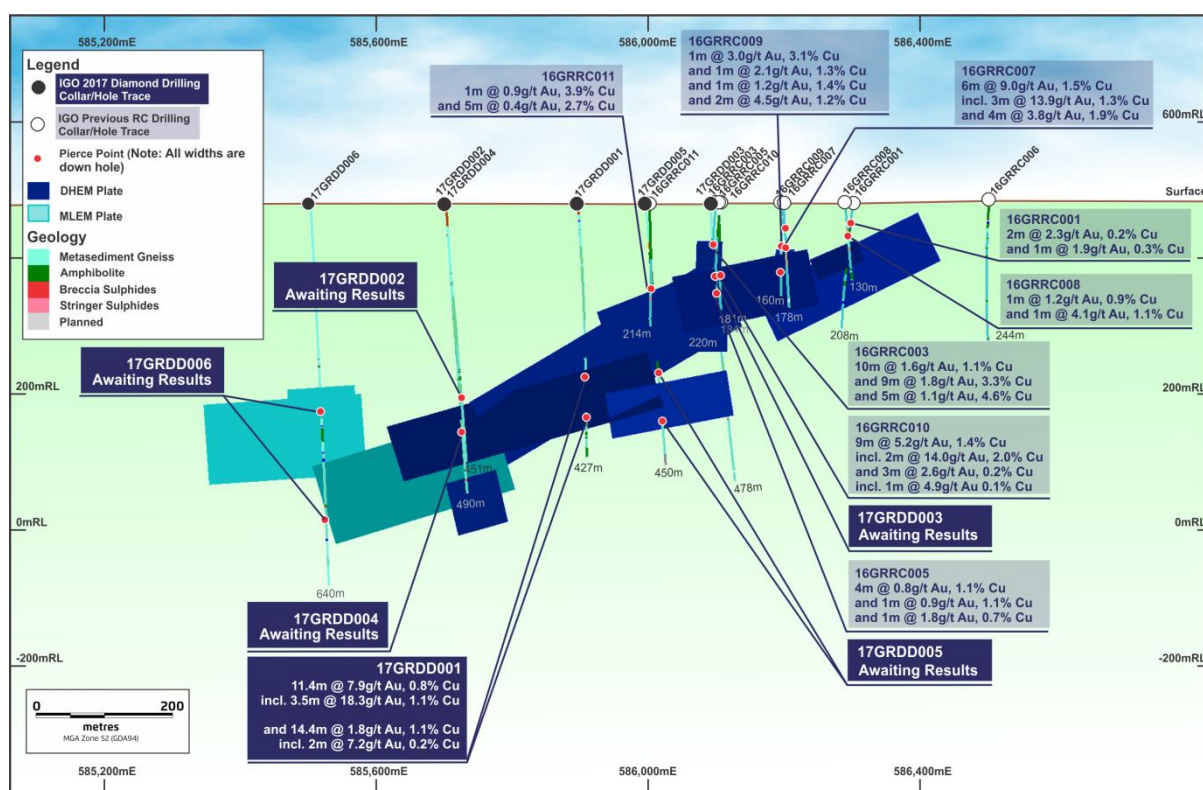 585,200mE
585,600mE
586,000mE
586,400mE
Legend
IGO 2017 Diamond Drilling
Collar/Hole Trace
IGO Previous RC Drilling
Collar/Hole Trace
Pierce Point (Note: All widths are
down hole)
DHEM Plate
MLEM Plate
Geology
Metasediment Gneiss
Amphibolite
Breccia Sulphides
Stringer Sulphides
Planned
16GRRC011
1m @ 0.9g/t Au, 3.9% Cu
and 5m @ 0.4g/t Au, 2.7% Cu
16GRRC009
1m @ 3.0g/t Au, 3.1% Cu
and 1m @ 2.1g/t Au, 1.3% Cu
and 1m @ 1.2g/t Au, 1.4% Cu
and 2m @ 4.5g/t Au, 1.2% Cu
16GRRC007
6m @ 9.0g/t Au, 1.5% Cu
incl. 3m @ 13.9g/t Au, 1.3% Cu
and 4m @ 3.8g/t Au, 1.9% Cu
600mRL
17GRDD006
17GRDD002
17GRDD004
17GRDD001
17GRDD005
16GRRC011
17GRDD003
16GRRC003
16GRRC005
16GRRC010
16GRRC009
16GRRC007
16GRRC008
16GRRC001
16GRRC006
Surface
16GRRC001
2m @ 2.3g/t Au, 0.2% Cu
and 1m @ 1.9g/t Au, 0.3% Cu
17GRDD002
Awaiting Results
16GRRC008
1m @ 1.2g/t Au, 0.9% Cu
and 1m @ 4.1g/t Au, 1.1% Cu
130m
160m
178m
181m
184m
214m
220m
208m
244m
17GRDD006
Awaiting Results
16GRRC003
10m @ 1.6g/t Au, 1.1% Cu
and 9m @ 1.8g/t Au, 3.3% Cu
and 5m @ 1.1g/t Au, 4.6% Cu
200mRL
200mRL
16GRRC010
9m @ 5.2g/t Au, 1.4% Cu
incl. 2m @ 14.0g/t Au, 2.0% Cu
and 3m @ 2.6g/t Au, 0.2% Cu
incl. 1m @ 4.9g/t Au 0.1% Cu
451m
427m
450m
478m
490m
0mRL
0mRL
17GRDD003
Awaiting Results
640m
16GRRC005
4m @ 0.8g/t Au, 1.1% Cu
and 1m @ 0.9g/t Au, 1.1% Cu
and 1m @ 1.8g/t Au, 0.7% Cu
17GRDD004
Awaiting Results
17GRDD005
Awaiting Results
-200mRL
-200mRL
17GRDD001
11.4m @ 7.9g/t Au, 0.8% Cu
incl. 3.5m @ 18.3g/t Au, 1.1% Cu
and 14.4m @ 1.8g/t Au, 1.1% Cu
incl. 2m @ 7.2g/t Au, 0.2% Cu
0 200
metres
MGA Zone 52 (GDA94)
585,200mE
585,600mE
586,000mE
586,400mE